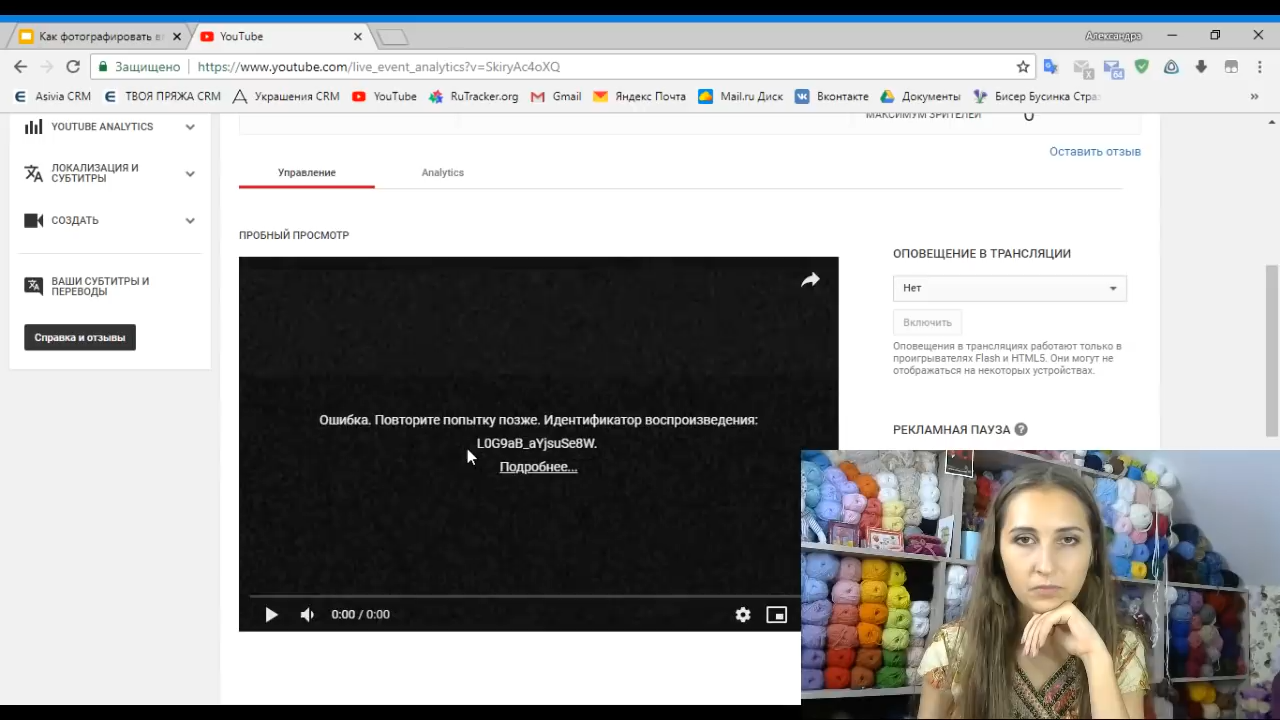 Как фотографировать в
YouTube
Александра
Защищено
https://www.youtube.com/live_event_analytics?v=SkiryAc4oXQ
64
Asivia CRM
ТВОЯ ПРЯЖА CRM
Украшения CRM
YouTube
RuTracker.org
Gmail
Яндекс Почта
Mail.ru Диск
Вконтакте
Документы
Бисер Бусинка Стра
YOUTUBE ANALYTICS
МАКСИМУМ ЗРИТЕЛЕЙ
0
Оставить отзыв
ЛОКАЛИЗАЦИЯ И
СУБТИТРЫ
Управление
Analytics
СОЗДАТЬ
ПРОБНЫЙ ПРОСМОТР
ОПОВЕЩЕНИЕ В ТРАНСЛЯЦИИ
ВАШИ СУБТИТРЫ И
ПЕРЕВОДЫ
Нет
Включить
Справка и отзывы
Оповещения в трансляциях работают только в
проигрывателях Flash и HTML5. Они могут не
отображаться на некоторых устройствах.
Ошибка. Повторите попытку позже. Идентификатор воспроизведения:
L0G9aB_aYjsuSe8W.
Подробнее...
РЕКЛАМНАЯ ПАУЗА
0:00 / 0:00